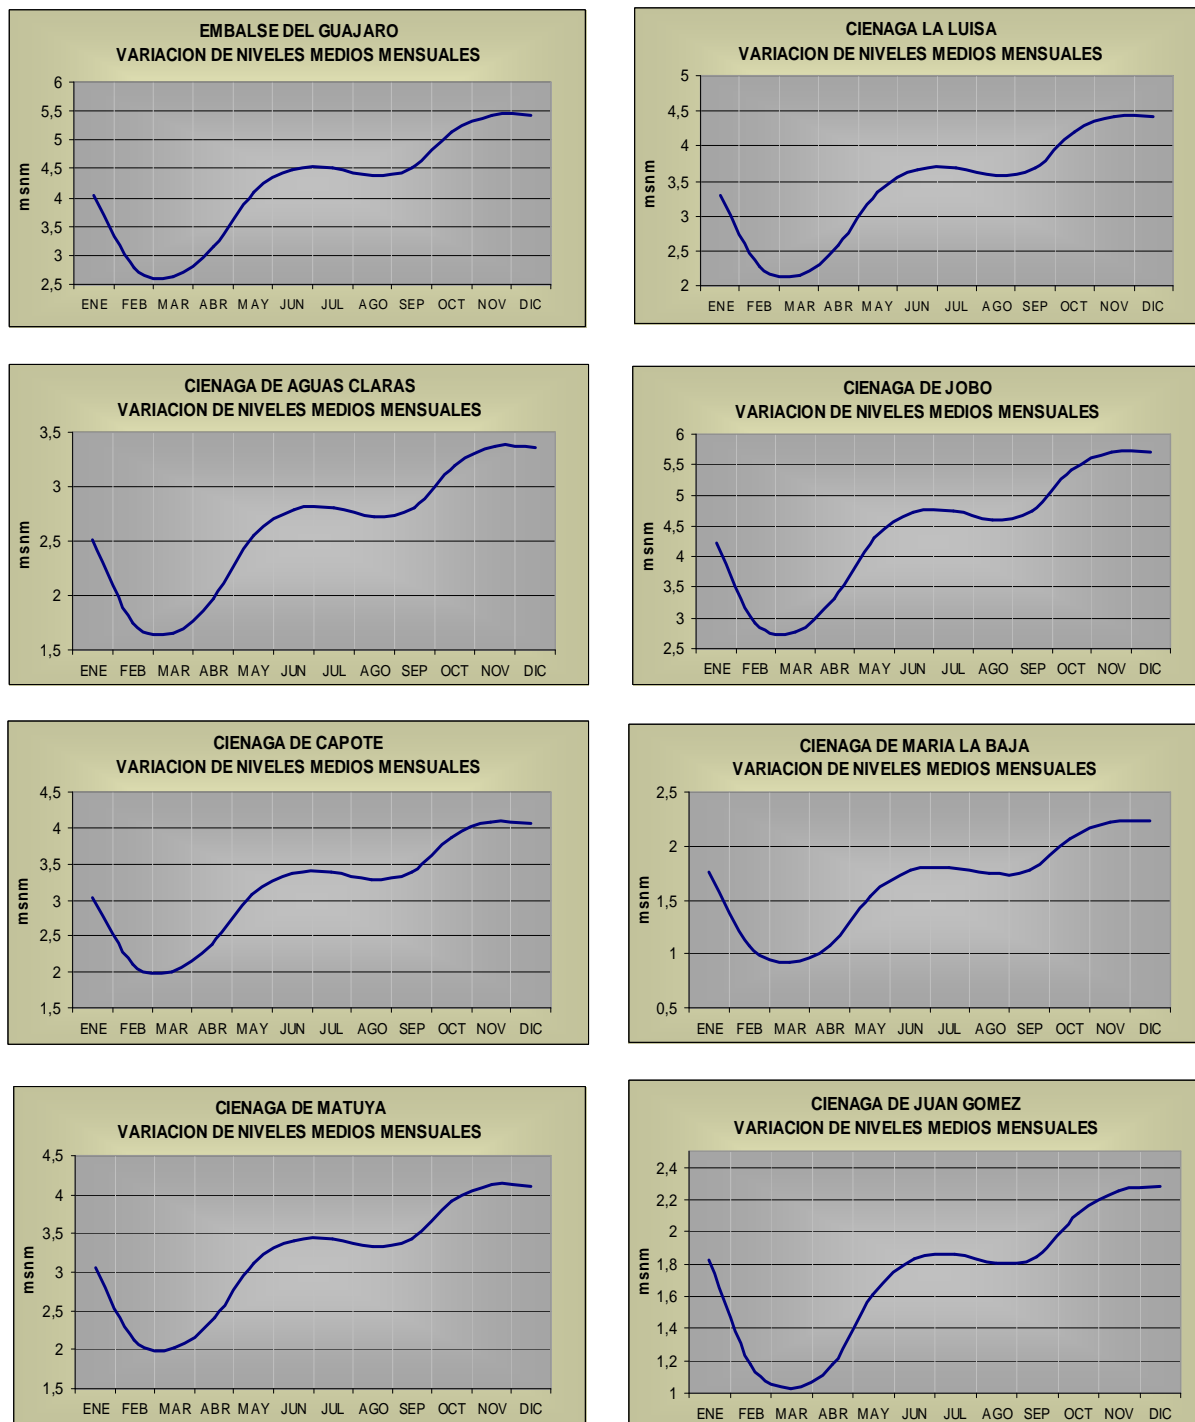 EMBALSE DEL GUAJARO
VARIACION DE NIVELES MEDIOS MENSUALES
msnm
6
5,5
5
4,5
4
3,5
3
2,5
ENE FEB MAR ABR MAY JUN JUL AGO SEP OCT NOV DIC
CIENAGA LA LUISA
VARIACION DE NIVELES MEDIOS MENSUALES
msnm
5
4,5
4
3,5
3
2,5
2
ENE FEB MAR ABR MAY JUN JUL AGO SEP OCT NOV DIC
CIENAGA DE AGUAS CLARAS
VARIACION DE NIVELES MEDIOS MENSUALES
msnm
3,5
3
2,5
2
1,5
ENE FEB MAR ABR MAY JUN JUL AGO SEP OCT NOV DIC
CIENAGA DE JOBO
VARIACION DE NIVELES MEDIOS MENSUALES
msnm
6
5,5
5
4,5
4
3,5
3
2,5
ENE FEB MAR ABR MAY JUN JUL AGO SEP OCT NOV DIC
CIENAGA DE CAPOTE
VARIACION DE NIVELES MEDIOS MENSUALES
msnm
4,5
4
3,5
3
2,5
2
1,5
ENE FEB MAR ABR MAY JUN JUL AGO SEP OCT NOV DIC
CIENAGA DE MARIA LA BAJA
VARIACION DE NIVELES MEDIOS MENSUALES
msnm
2,5
2
1,5
1
0,5
ENE FEB MAR ABR MAY JUN JUL AGO SEP OCT NOV DIC
CIENAGA DE MATUYA
VARIACION DE NIVELES MEDIOS MENSUALES
msnm
4,5
4
3,5
3
2,5
2
1,5
ENE FEB MAR ABR MAY JUN JUL AGO SEP OCT NOV DIC
CIENAGA DE JUAN GOMEZ
VARIACION DE NIVELES MEDIOS MENSUALES
msnm
2,4
2,2
2
1,8
1,6
1,4
1,2
1
ENE FEB MAR ABR MAY JUN JUL AGO SEP OCT NOV DIC